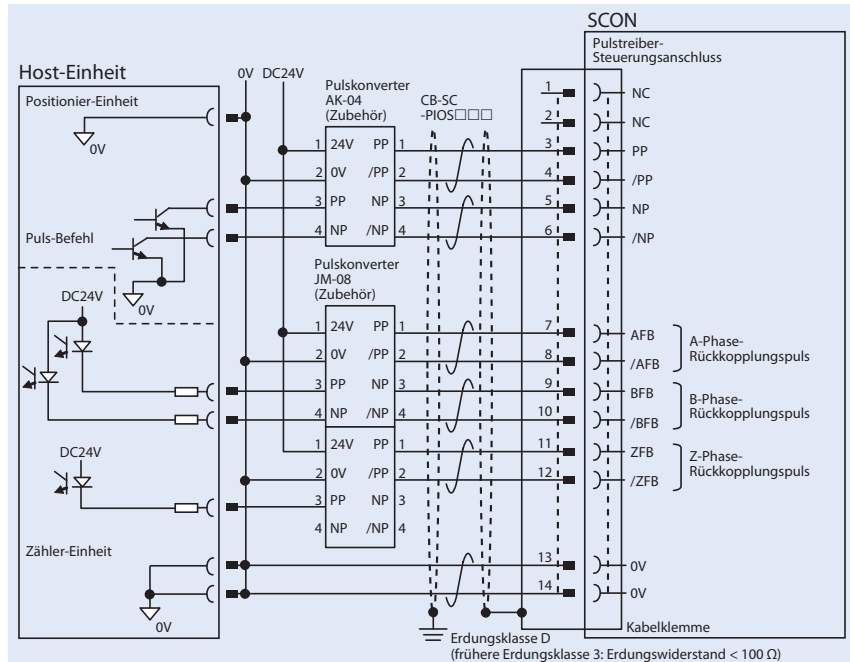 SCON
Pulstreiber-
Steuerungsanschluss
Host-Einheit
0V DC24V
Positionier-Einheit
0V
Pulskonverter
AK-04
(Zubehör)
CB-SC
-PIOS□□□
1 NC
2 NC
1 24V PP 1 3 PP
2 0V /PP 2 4 /PP
3 PP NP 3 5 NP
4 NP /NP 4 6 /NP
Puls-Befehl
0V
DC24V
Pulskonverter
JM-08
(Zubehör)
1 24V PP 1 7 AFB
2 0V /PP 2 8 /AFB
A-Phase-
Rückkopplungspuls
3 PP NP 3 9 BFB
4 NP /NP 4 10 /BFB
B-Phase-
Rückkopplungspuls
DC24V
1 24V PP 1 11 ZFB
2 0V /PP 2 12 /ZFB
Z-Phase-
Rückkopplungspuls
3 PP NP 3
4 NP /NP 4
Zähler-Einheit
13 0V
14 0V
0V
Kabelklemme
Erdungsklasse D
(frühere Erdungsklasse 3: Erdungswiderstand < 100 Ω)